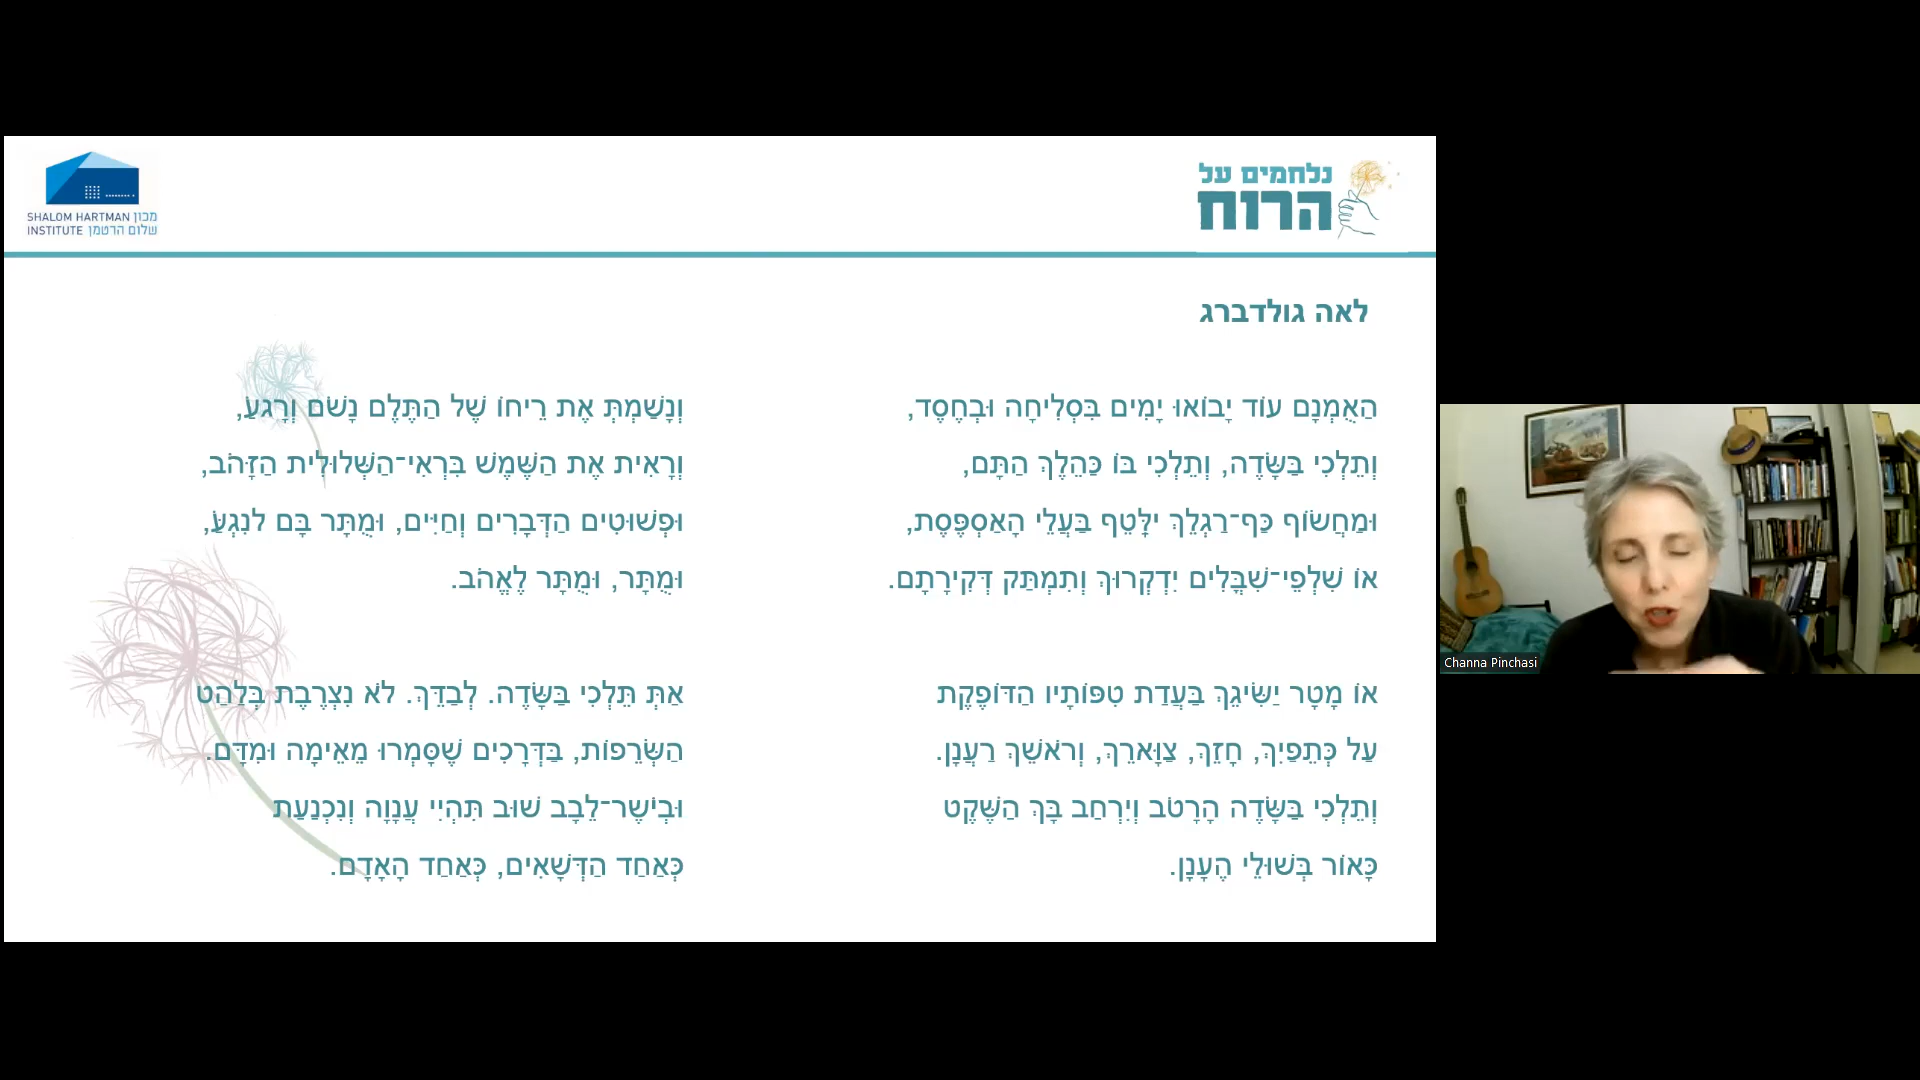 SHALOM HARTMAN מכון
INSTITUTE שלום הרטמן
נלחמים על
הרוח
לאה גולדברג
הַאֻמְנָם עוֹד יָבוֹאוּ יָמִים בִּסְלִיחָה וּבְחֶסֶד,
וְתֵלְכִי בַּשָּׂדֶה, וְתֵלְכִי בּוֹ כַּהֵלֶךְ הַתָּם,
וּמַחֲשׂוֹף כַּף־רַגְלֵךְ יִלָּטֵף בַּעֲלֵי הָאַסְפֶּסֶת,
אוֹ שִׁלְפֵי־שִׁבֳּלִים יִדְקְרוּךְ וְתִמְתַּק דְּקִירָתָם.
אוֹ מָטָר יַשִּׂיגֵךְ בַּעֲדַת טִפּוֹתָיו הַדּוֹפֶקֶת
עַל כְּתֵפַיִךְ, חָזֵךְ, צַוָּארֵךְ, וְרֹאשֵׁךְ רַעֲנָן.
וְתֵלְכִי בַּשָּׂדֶה הָרָטֹב וְיִרְחַב בָּךְ הַשֶּׁקֶט
כָּאוֹר בְּשׁוּלֵי הֶעָנָן.
וְנָשַׁמְתְּ אֶת רֵיחוֹ שֶׁל הַתֶּלֶם נָשֹׁם וְרָגֹעַ,
וְרָאִית אֶת הַשֶּׁמֶשׁ בִּרְאִי־הַשְּׁלוּלִית הַזָּהֹב,
וּפְשׁוּטִים הַדְּבָרִים וְחַיִּים, וּמֻתָּר בָּם לִנְגֹּעַ,
וּמֻתָּר, וּמֻתָּר לֶאֱהֹב.
אַתְּ תֵּלְכִי בַּשָּׂדֶה. לְבַדֵּךְ. לֹא נִצְרֶבֶת בְּלַהַט
הַשְּׂרֵפוֹת, בַּדְּרָכִים שֶׁסָּמְרוּ מֵאֵימָה וּמִדָּם.
וּבְיֹשֶׁר־לֵבָב שׁוּב תִּהְיִי עֲנָוָה וְנִכְנַעַת
כְּאַחַד הַדְּשָׁאִים, כְּאַחַד הָאָדָם.
Channa Pinchasi